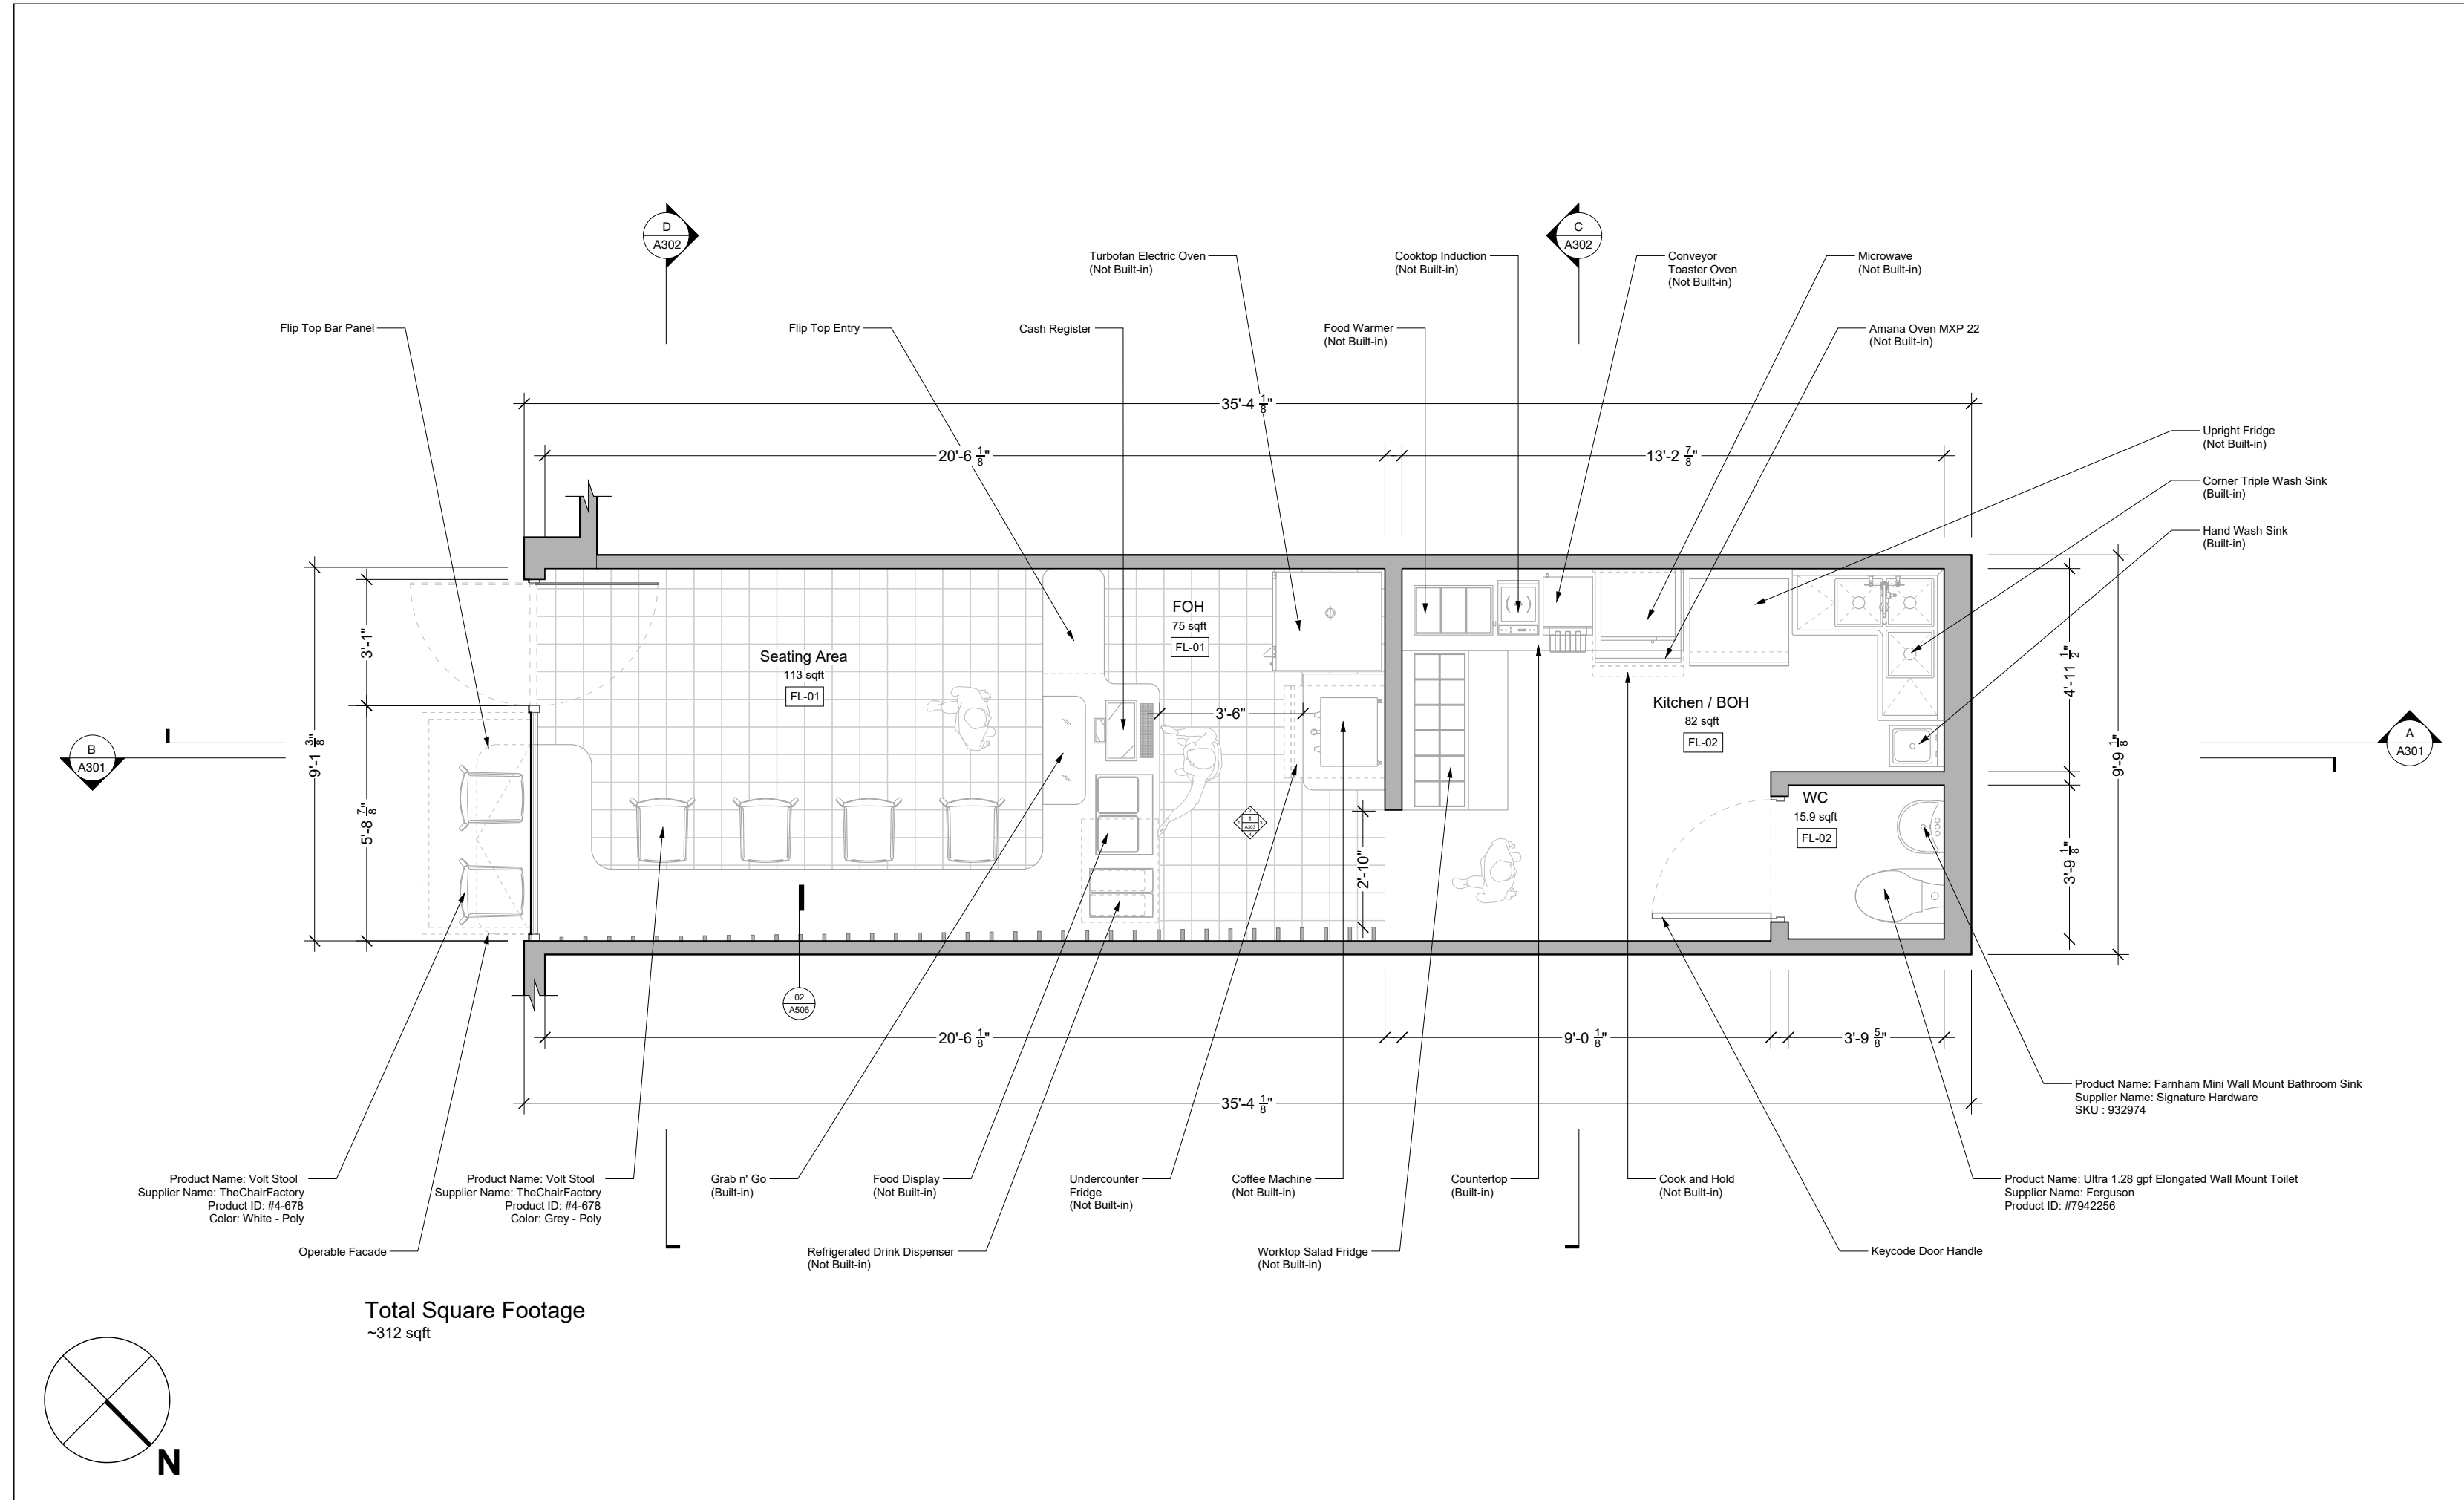 D
A302
C
A302
Turbofan Electric Oven
(Not Built-in)
Cooktop Induction
(Not Built-in)
Conveyor
Toaster Oven
(Not Built-in)
Microwave
(Not Built-in)
Flip Top Bar Panel
Flip Top Entry
Cash Register
Food Warmer
(Not Built-in)
Amana Oven MXP 22
(Not Built-in)
35'-4 1/8"
20'-6 1/8"
13'-2 7/8"
Upright Fridge
(Not Built-in)
Corner Triple Wash Sink
(Built-in)
Hand Wash Sink
(Built-in)
FOH
75 sqft
FL-01
Seating Area
113 sqft
FL-01
Kitchen / BOH
82 sqft
FL-02
WC
15.9 sqft
FL-02
3'-1"
9'-1 3/8"
5'-8 7/8"
3'-6"
2'-10"
4'-11 1/2"
9'-9 1/8"
3'-9 1/8"
B
A301
A
A301
1
A303
02
A506
20'-6 1/8"
9'-0 1/8"
3'-9 5/8"
35'-4 1/8"
Product Name: Farnham Mini Wall Mount Bathroom Sink
Supplier Name: Signature Hardware
SKU : 932974
Product Name: Volt Stool
Supplier Name: TheChairFactory
Product ID: #4-678
Color: White - Poly
Product Name: Volt Stool
Supplier Name: TheChairFactory
Product ID: #4-678
Color: Grey - Poly
Grab n' Go
(Built-in)
Food Display
(Not Built-in)
Undercounter
Fridge
(Not Built-in)
Coffee Machine
(Not Built-in)
Countertop
(Built-in)
Cook and Hold
(Not Built-in)
Product Name: Ultra 1.28 gpf Elongated Wall Mount Toilet
Supplier Name: Ferguson
Product ID: #7942256
Operable Facade
Refrigerated Drink Dispenser
(Not Built-in)
Worktop Salad Fridge
(Not Built-in)
Keycode Door Handle
Total Square Footage
~312 sqft
N